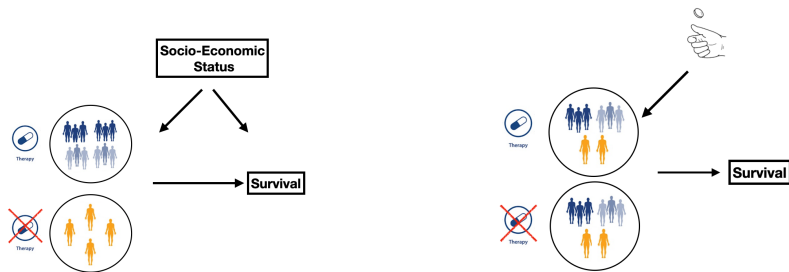 Socio-Economic
Status
Therapy
Survival
Therapy
Therapy
Survival
Therapy